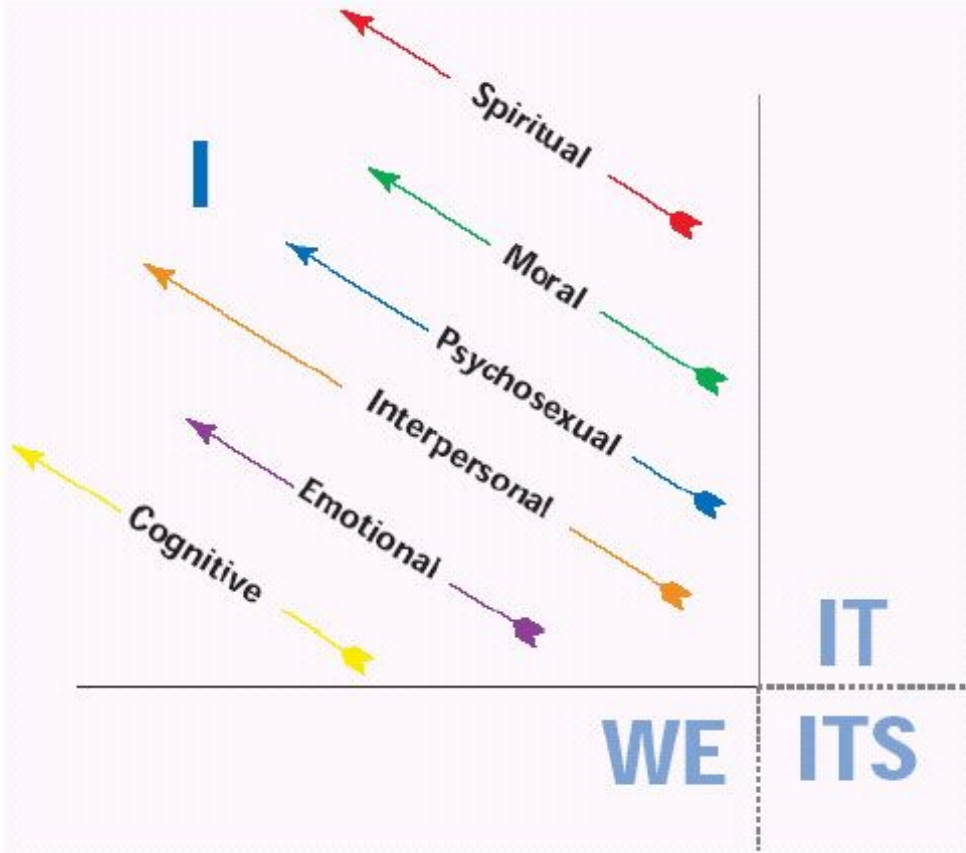 Spiritual
I
Moral
Psychosexual
Interpersonal
Emotional
Cognitive
IT
WE
ITS